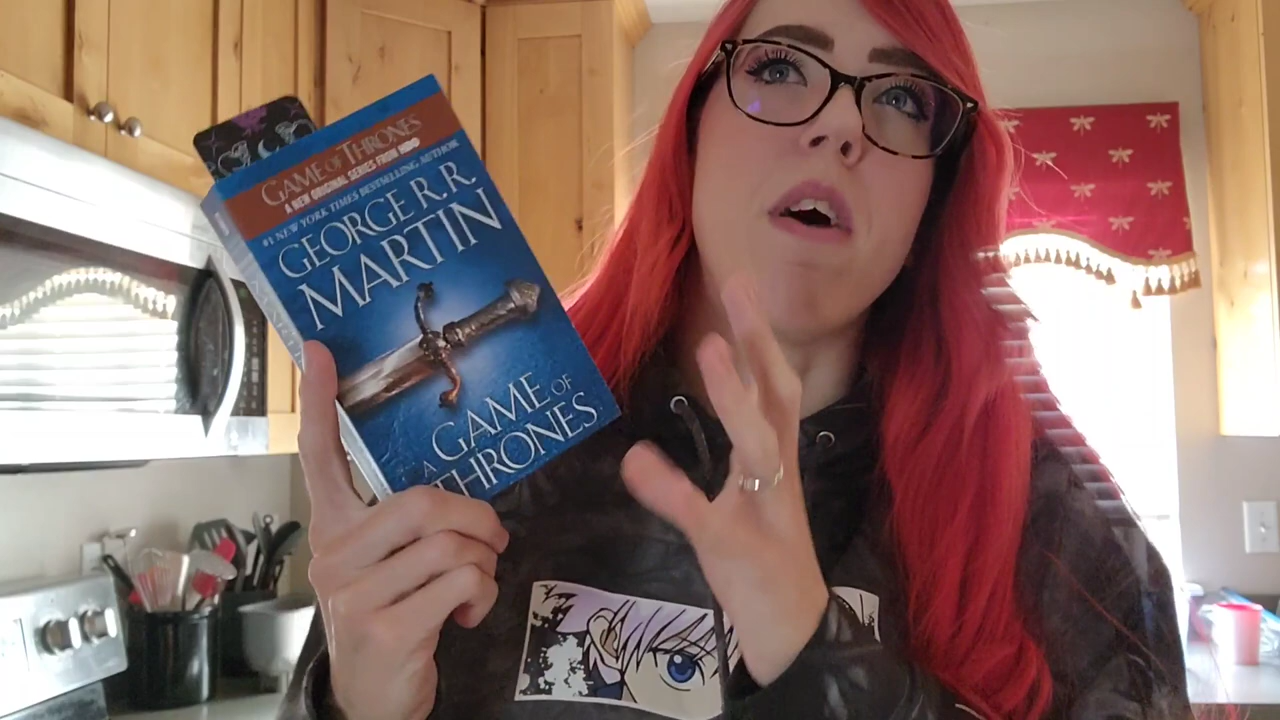 GAME OF THRONES
A NEW ORIGINAL SERIES FROM HBO
#1 NEW YORK TIMES BESTSELLING AUTHOR
GEORGE R.R.
MARTIN
A GAME OF
THRONES